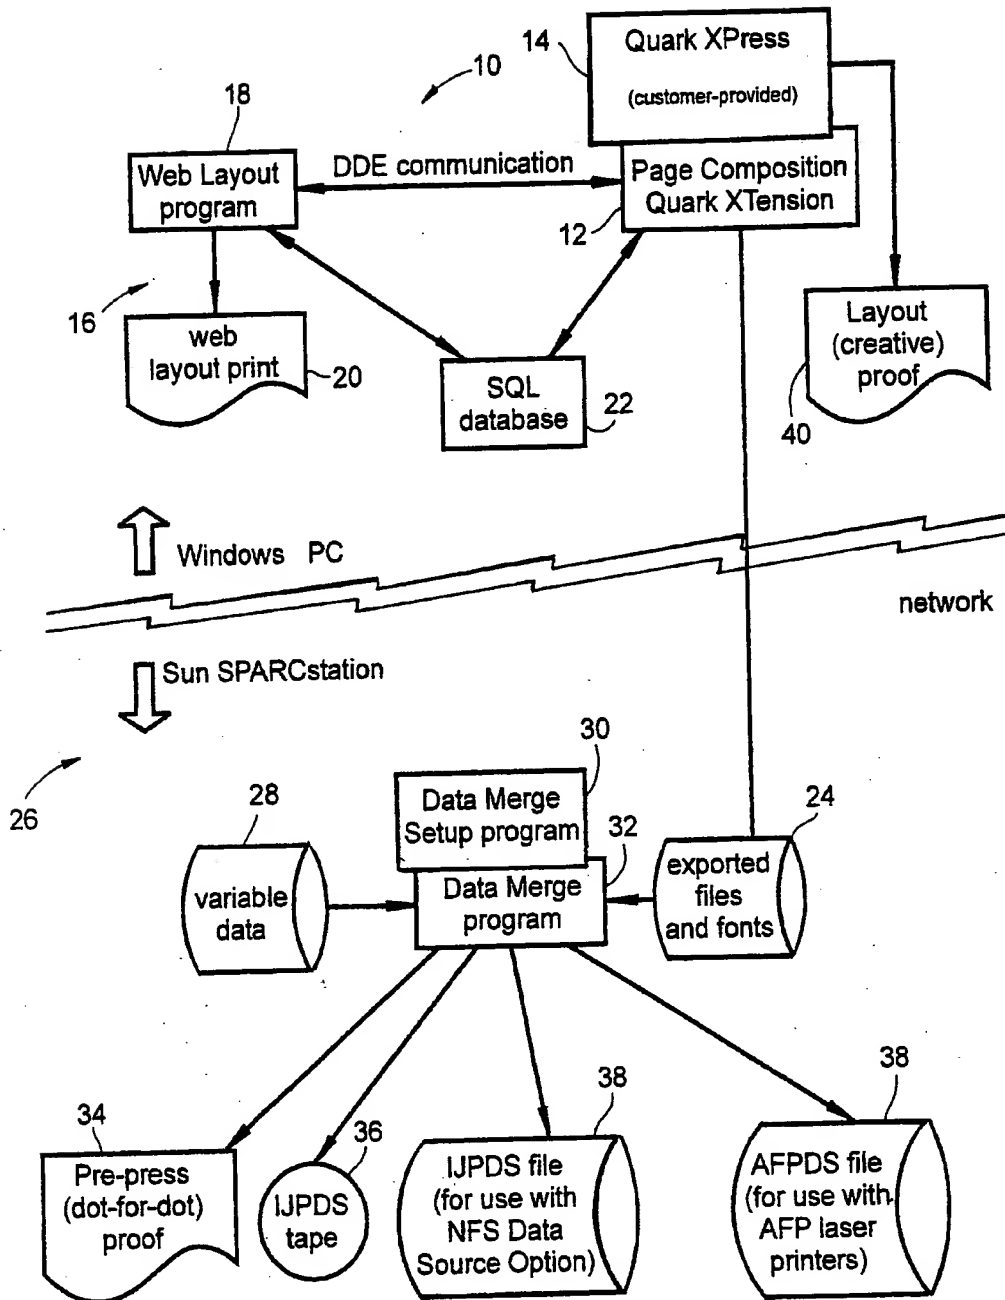 14
Quark XPress
(customer-provided)
10
18
Web Layout
program
DDE communication
Page Composition
Quark XTension
12
16
web
layout print
20
SQL
database
22
Layout
(creative)
proof
40
Windows PC
network
Sun SPARCstation
26
30
Data Merge
Setup program
28
32
24
variable
data
Data Merge
program
exported
files
and fonts
34
Pre-press
(dot-for-dot)
proof
36
IJPDS
tape
38
IJPDS file
(for use with
NFS Data
Source Option)
38
AFPDS file
(for use with
AFP laser
printers)